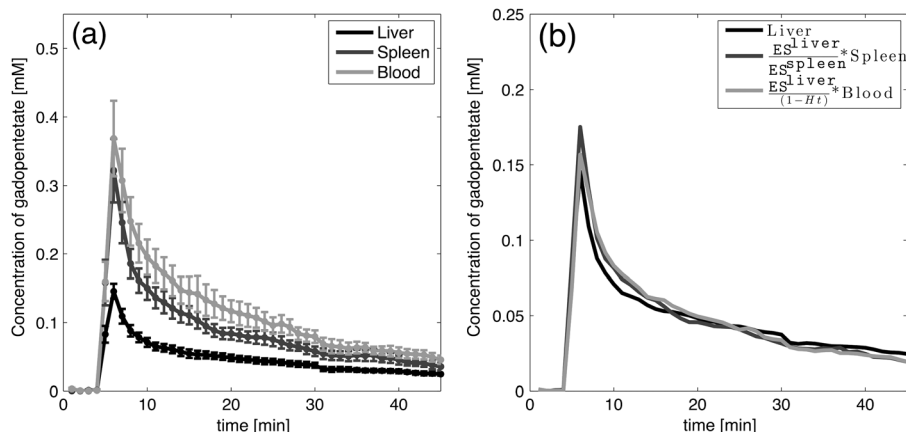 (a)
Liver
Spleen
Blood
Concentration of gadopentetate [mM]
0.5
0.4
0.3
0.2
0.1
0
0 10 20 30 40
time [min]
(b)
Liver
ES^liver/ES^spleen*Spleen
ES^liver/(1-Ht)*Blood
Concentration of gadopentetate [mM]
0.25
0.2
0.15
0.1
0.05
0
0 10 20 30 40
time [min]